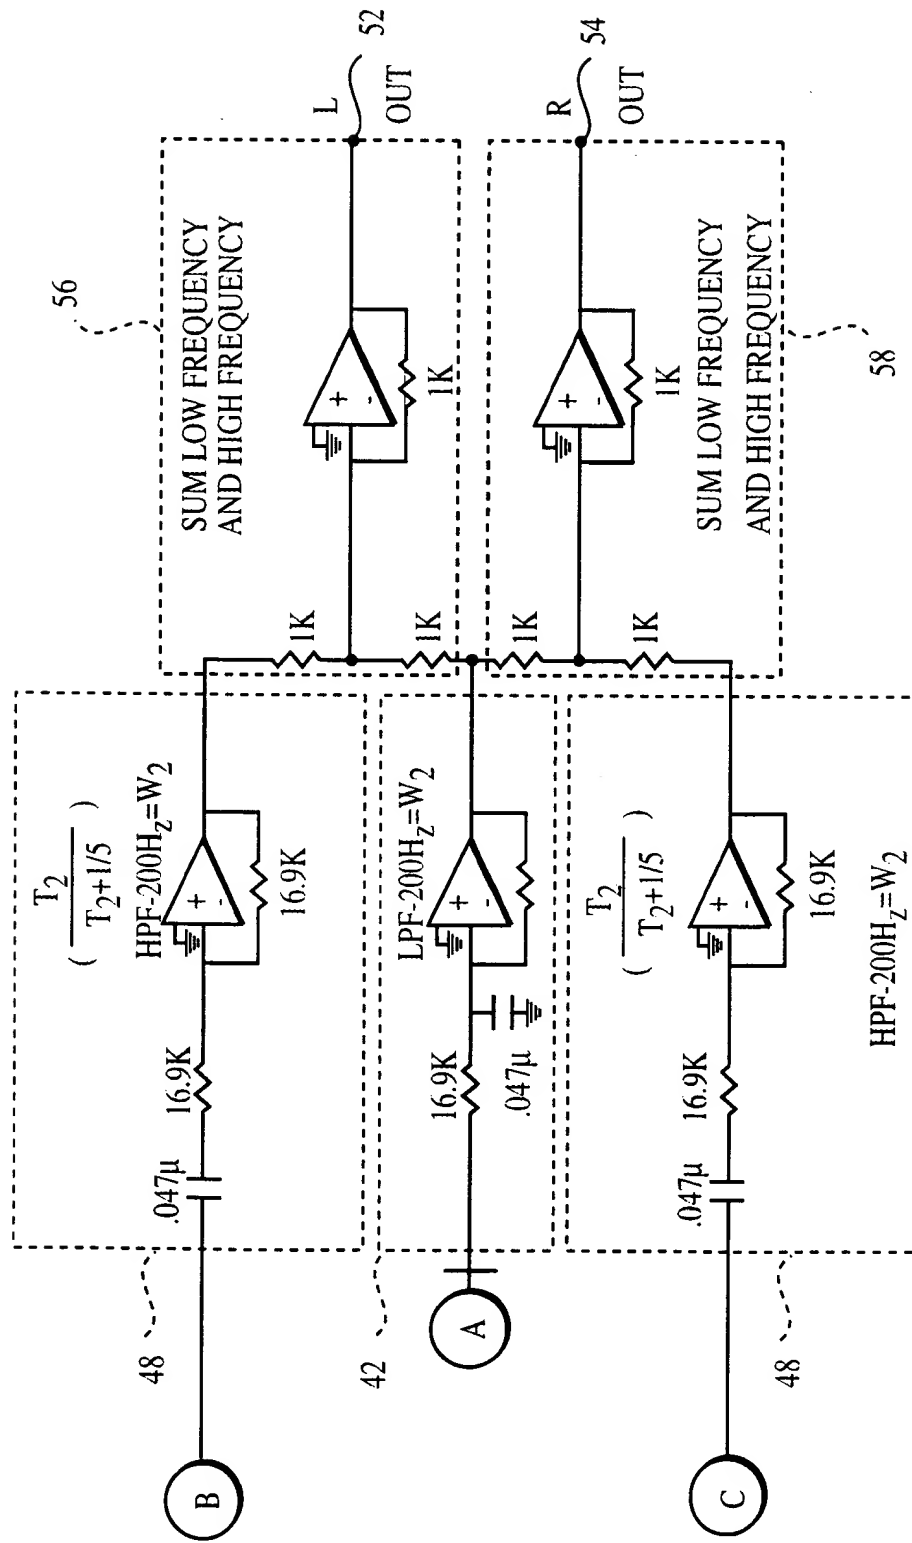 B
48
.047μ
16.9K
( T2 / T2+1/5 )
HPF-200HZ=W2
16.9K
56
SUM LOW FREQUENCY
AND HIGH FREQUENCY
1K
1K
+
-
1K
L
OUT
52
A
42
16.9K
.047μ
LPF-200HZ=W2
+
-
+
-
C
48
.047μ
16.9K
( T2 / T2+1/5 )
+
-
16.9K
HPF-200HZ=W2
1K
1K
+
-
1K
SUM LOW FREQUENCY
AND HIGH FREQUENCY
58
R
OUT
54